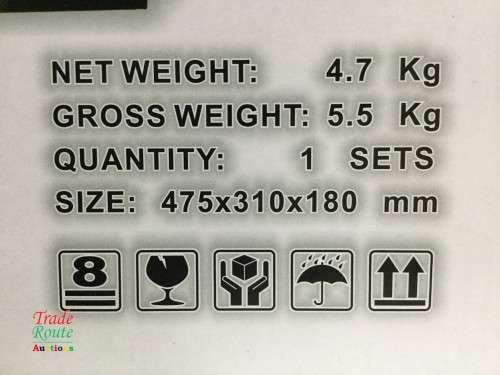 NET WEIGHT: 4.7 Kg
GROSS WEIGHT: 5.5 Kg
QUANTITY: 1 SETS
SIZE: 475x310x180 mm
8
Trade
Route
Auctions